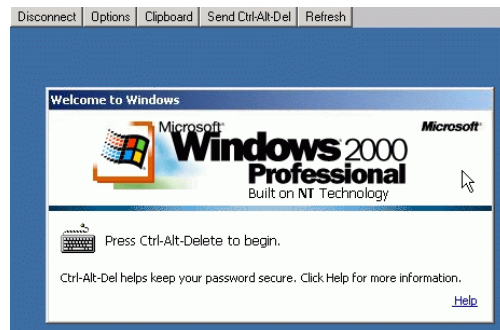 Disconnect Options Clipboard Send Ctrl-Alt-Del Refresh
Welcome to Windows
Microsoft
Microsoft
Windows 2000
Professional
Built on NT Technology
Press Ctrl-Alt-Delete to begin.
Ctrl-Alt-Del helps keep your password secure. Click Help for more information.
Help